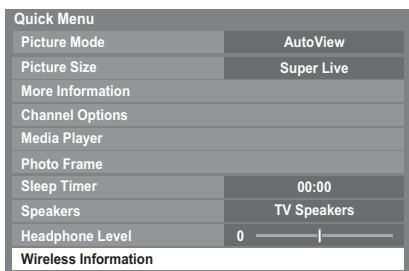 Quick Menu
Picture Mode AutoView
Picture Size Super Live
More Information
Channel Options
Media Player
Photo Frame
Sleep Timer 00:00
Speakers TV Speakers
Headphone Level 0
Wireless Information